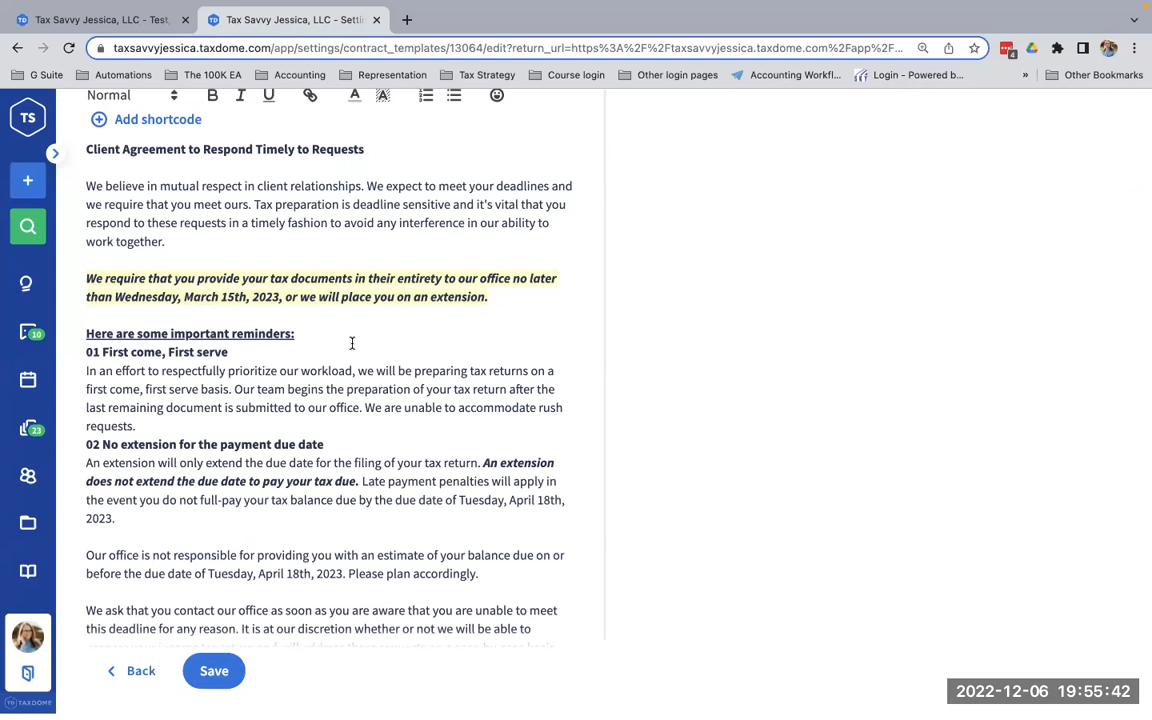 Tax Savvy Jessica, LLC - Test,
Tax Savvy Jessica, LLC - Setti
taxsavvyjessica.taxdome.com/app/settings/contract_templates/13064/edit?return_url=https%3A%2F%2Ftaxsavvyjessica.taxdome.com%2Fapp%2F...
4
G Suite
Automations
The 100K EA
Accounting
Representation
Tax Strategy
Course login
Other login pages
Accounting Workfl...
Login - Powered b...
»
Other Bookmarks
TS
10
23
TD TAXDOME
Normal
B I U A A
Add shortcode
Client Agreement to Respond Timely to Requests
We believe in mutual respect in client relationships. We expect to meet your deadlines and
we require that you meet ours. Tax preparation is deadline sensitive and it's vital that you
respond to these requests in a timely fashion to avoid any interference in our ability to
work together.
We require that you provide your tax documents in their entirety to our office no later
than Wednesday, March 15th, 2023, or we will place you on an extension.
Here are some important reminders:
01 First come, First serve
In an effort to respectfully prioritize our workload, we will be preparing tax returns on a
first come, first serve basis. Our team begins the preparation of your tax return after the
last remaining document is submitted to our office. We are unable to accommodate rush
requests.
02 No extension for the payment due date
An extension will only extend the due date for the filing of your tax return. An extension
does not extend the due date to pay your tax due. Late payment penalties will apply in
the event you do not full-pay your tax balance due by the due date of Tuesday, April 18th,
2023.
Our office is not responsible for providing you with an estimate of your balance due on or
before the due date of Tuesday, April 18th, 2023. Please plan accordingly.
We ask that you contact our office as soon as you are aware that you are unable to meet
this deadline for any reason. It is at our discretion whether or not we will be able to
Back
Save
2022-12-06 19:55:42